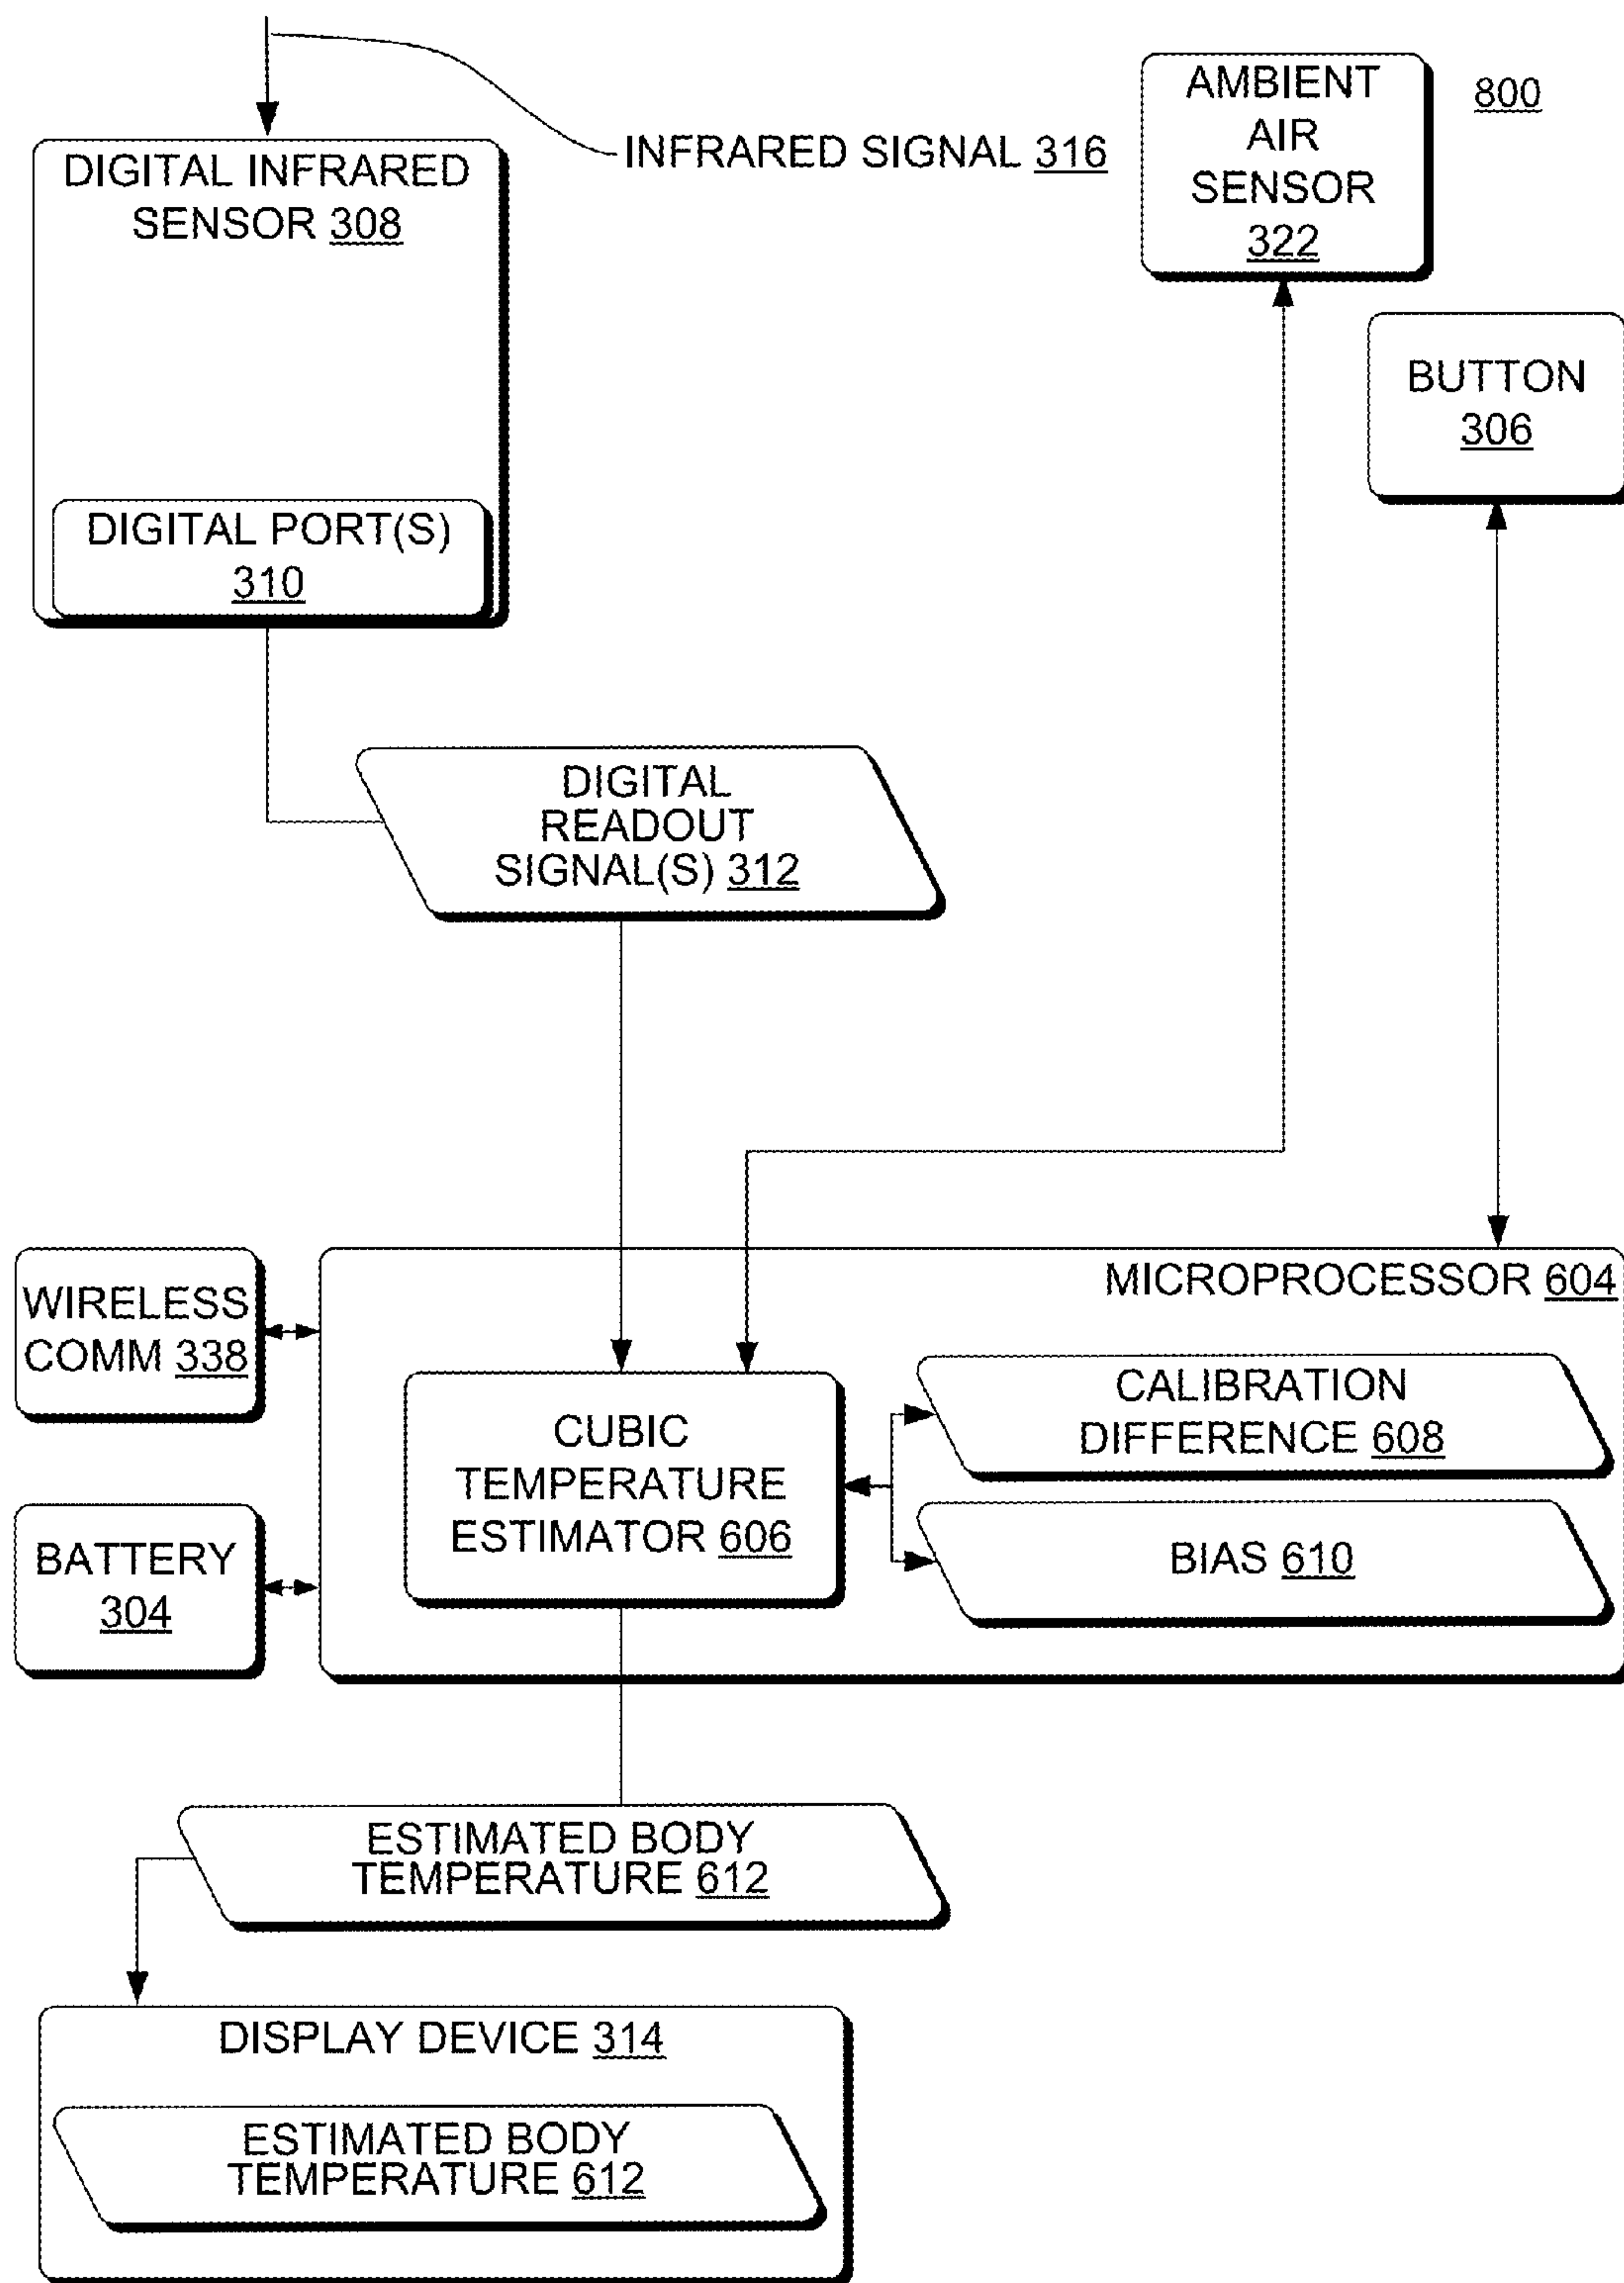 INFRARED SIGNAL 316
AMBIENT
AIR
SENSOR
322
800
DIGITAL INFRARED
SENSOR 308
BUTTON
306
DIGITAL PORT(S)
310
DIGITAL
READOUT
SIGNAL(S) 312
MICROPROCESSOR 604
WIRELESS
COMM 338
CUBIC
TEMPERATURE
ESTIMATOR 606
CALIBRATION
DIFFERENCE 608
BIAS 610
BATTERY
304
ESTIMATED BODY
TEMPERATURE 612
DISPLAY DEVICE 314
ESTIMATED BODY
TEMPERATURE 612